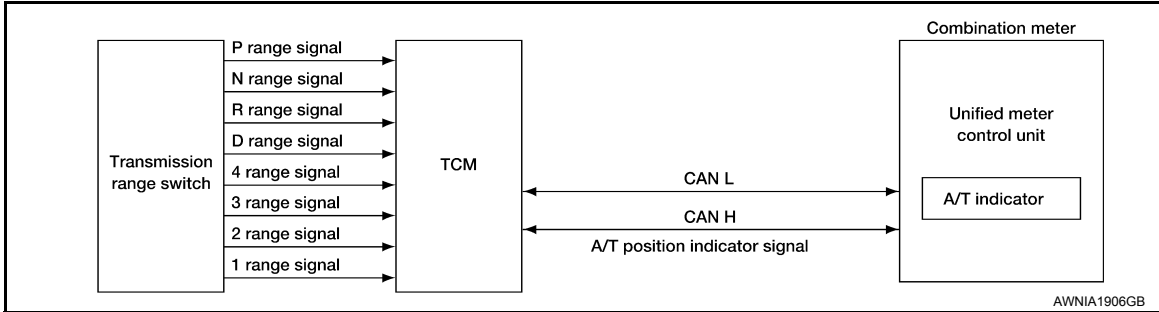 Combination meter
P range signal
N range signal
R range signal
D range signal
4 range signal
3 range signal
2 range signal
1 range signal
Transmission
range switch
TCM
CAN L
CAN H
A/T position indicator signal
Unified meter
control unit
A/T indicator
AWNIA1906GB